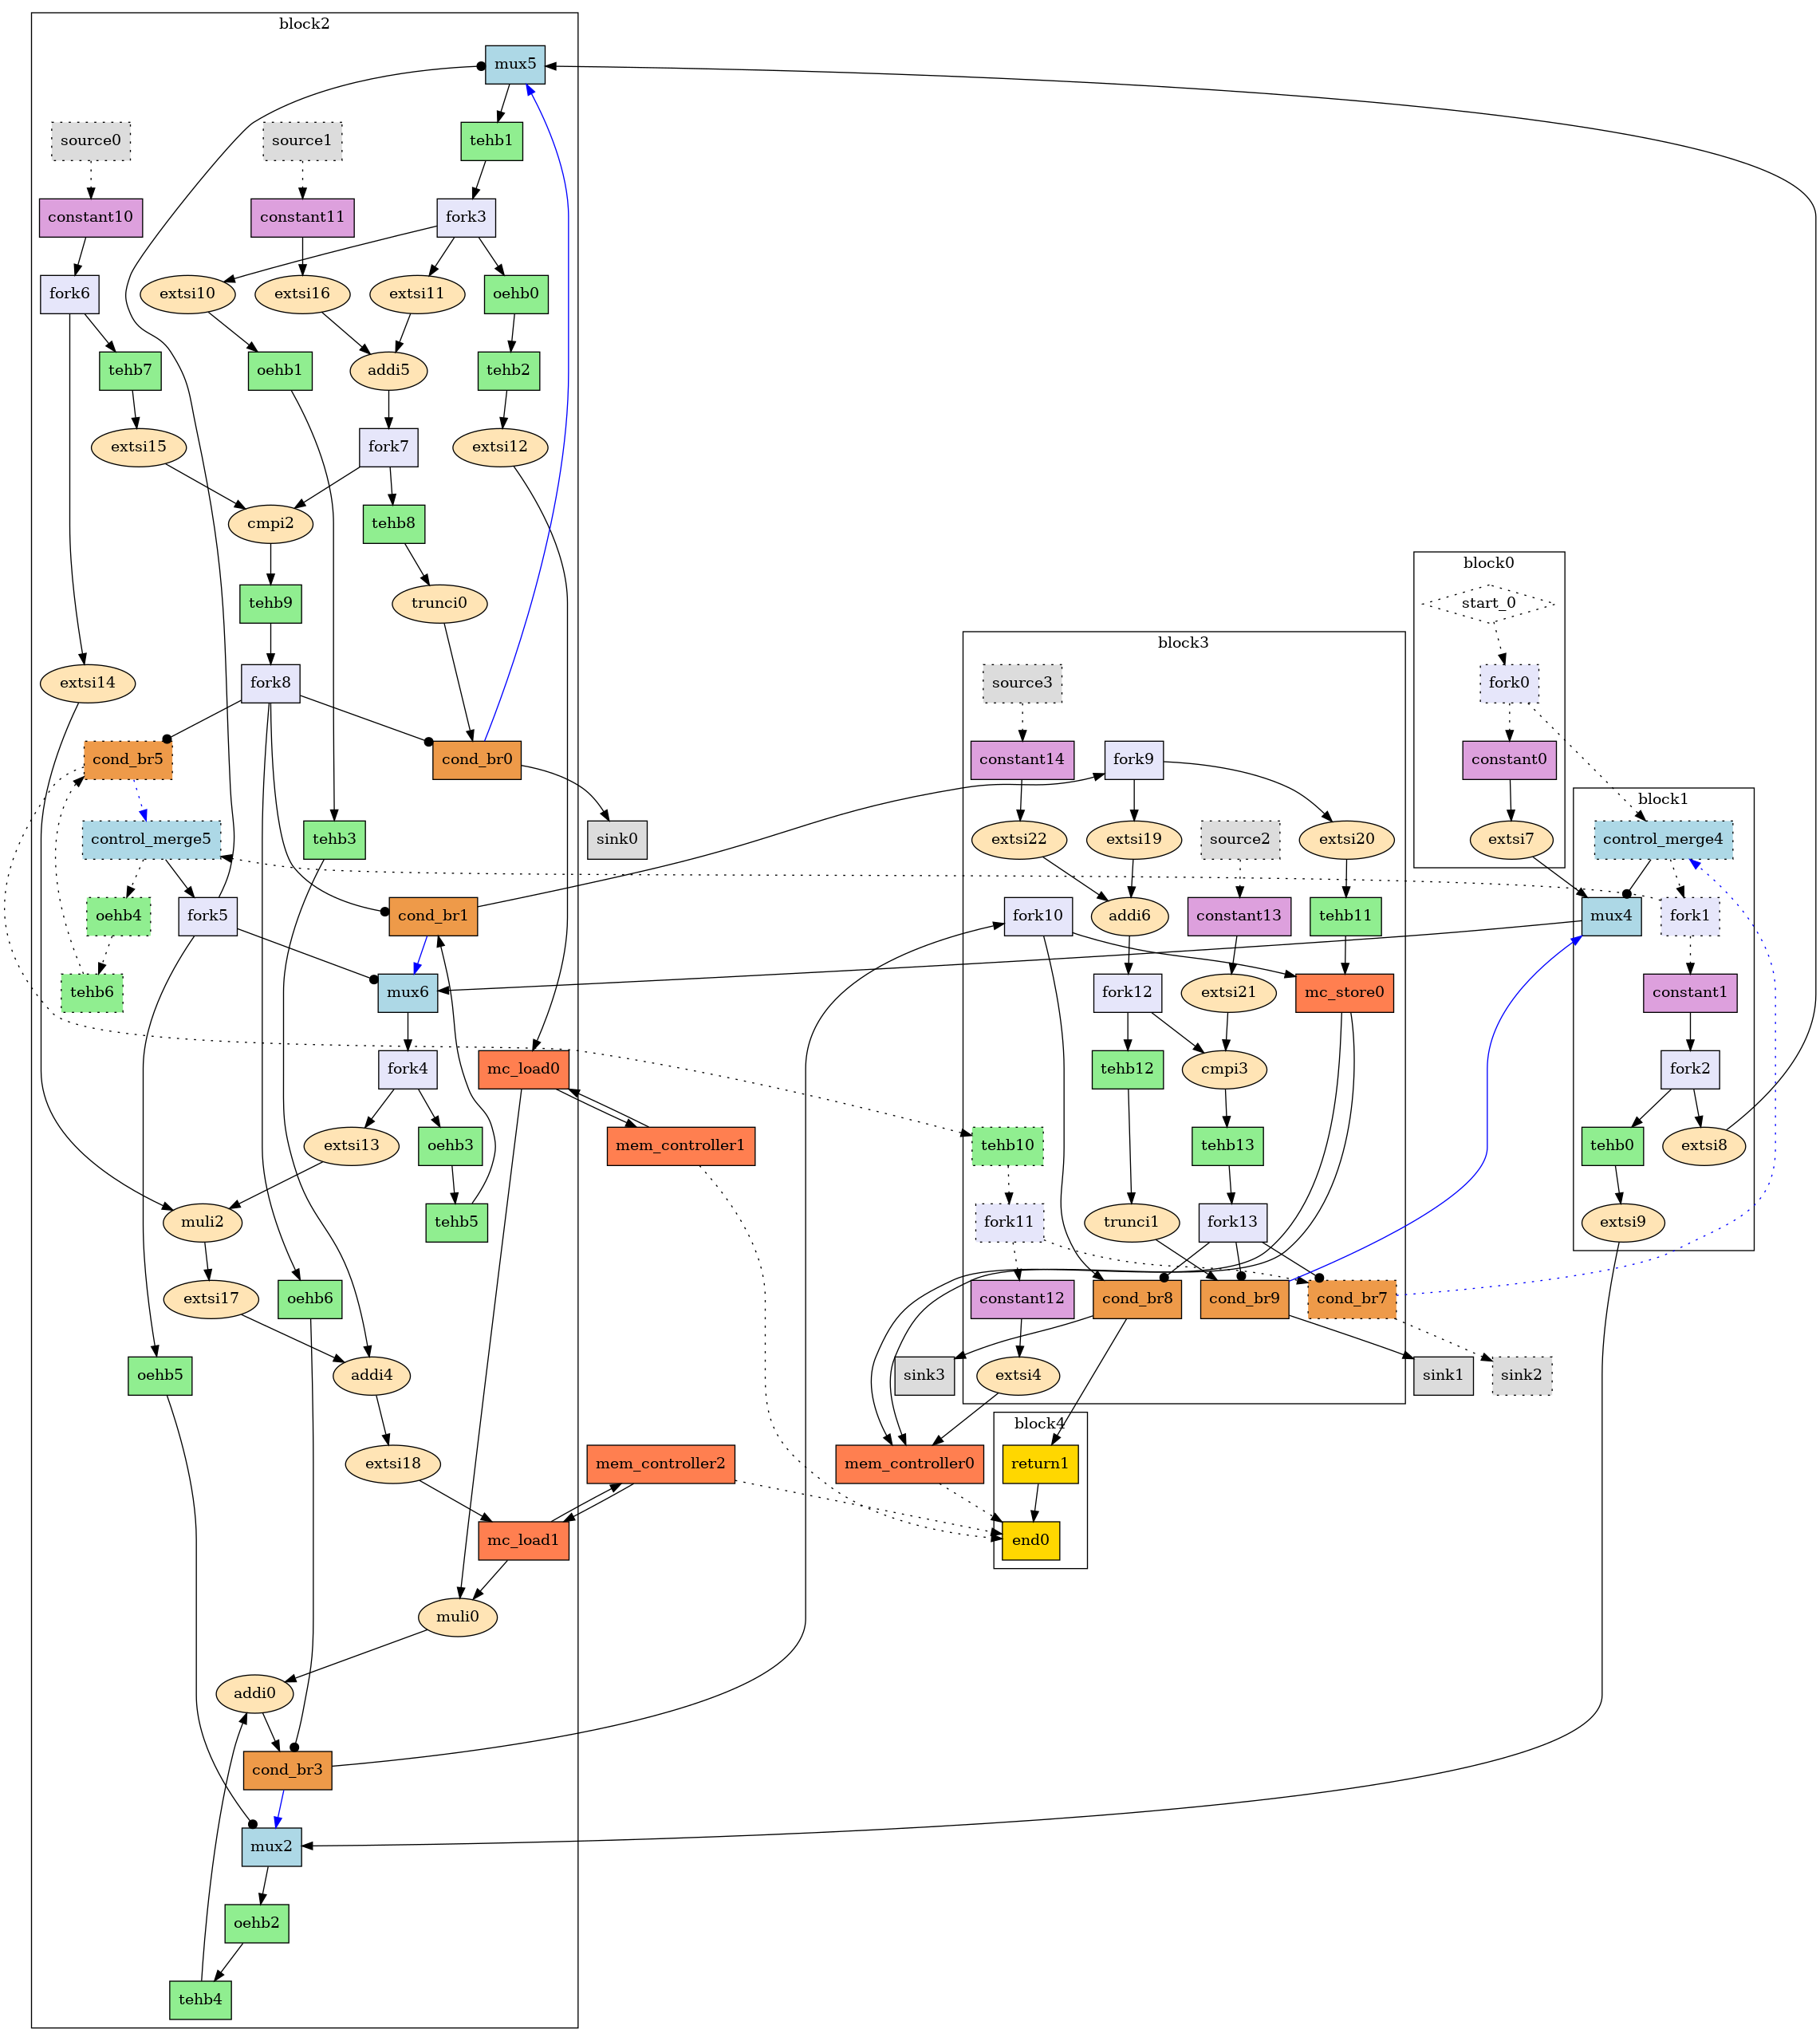 block2
mux5
source0
source1
tehb1
constant10
constant11
fork3
fork6
extsi10
extsi16
extsi11
oehb0
tehb7
oehb1
addi5
tehb2
extsi15
fork7
extsi12
cmpi2
tehb8
block0
tehb9
trunci0
start_0
block3
extsi14
fork8
source3
fork0
cond_br5
cond_br0
constant14
fork9
constant0
block1
control_merge5
tehb3
sink0
extsi22
extsi19
source2
extsi20
extsi7
control_merge4
oehb4
fork5
cond_br1
fork10
addi6
constant13
tehb11
mux4
fork1
tehb6
mux6
fork12
extsi21
mc_store0
constant1
fork4
mc_load0
tehb12
cmpi3
fork2
extsi13
oehb3
mem_controller1
tehb10
tehb13
tehb0
extsi8
muli2
tehb5
fork11
trunci1
fork13
extsi9
extsi17
oehb6
constant12
cond_br8
cond_br9
cond_br7
oehb5
addi4
sink3
extsi4
sink1
sink2
block4
extsi18
mem_controller2
mem_controller0
return1
mc_load1
end0
muli0
addi0
cond_br3
mux2
oehb2
tehb4